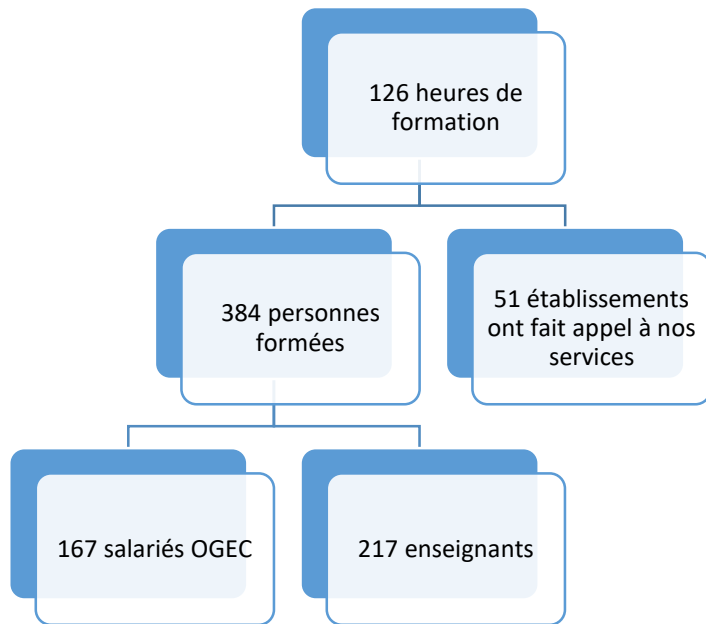 126 heures de
formation
384 personnes
formées
51 établissements
ont fait appel à nos
services
167 salariés OGEC
217 enseignants